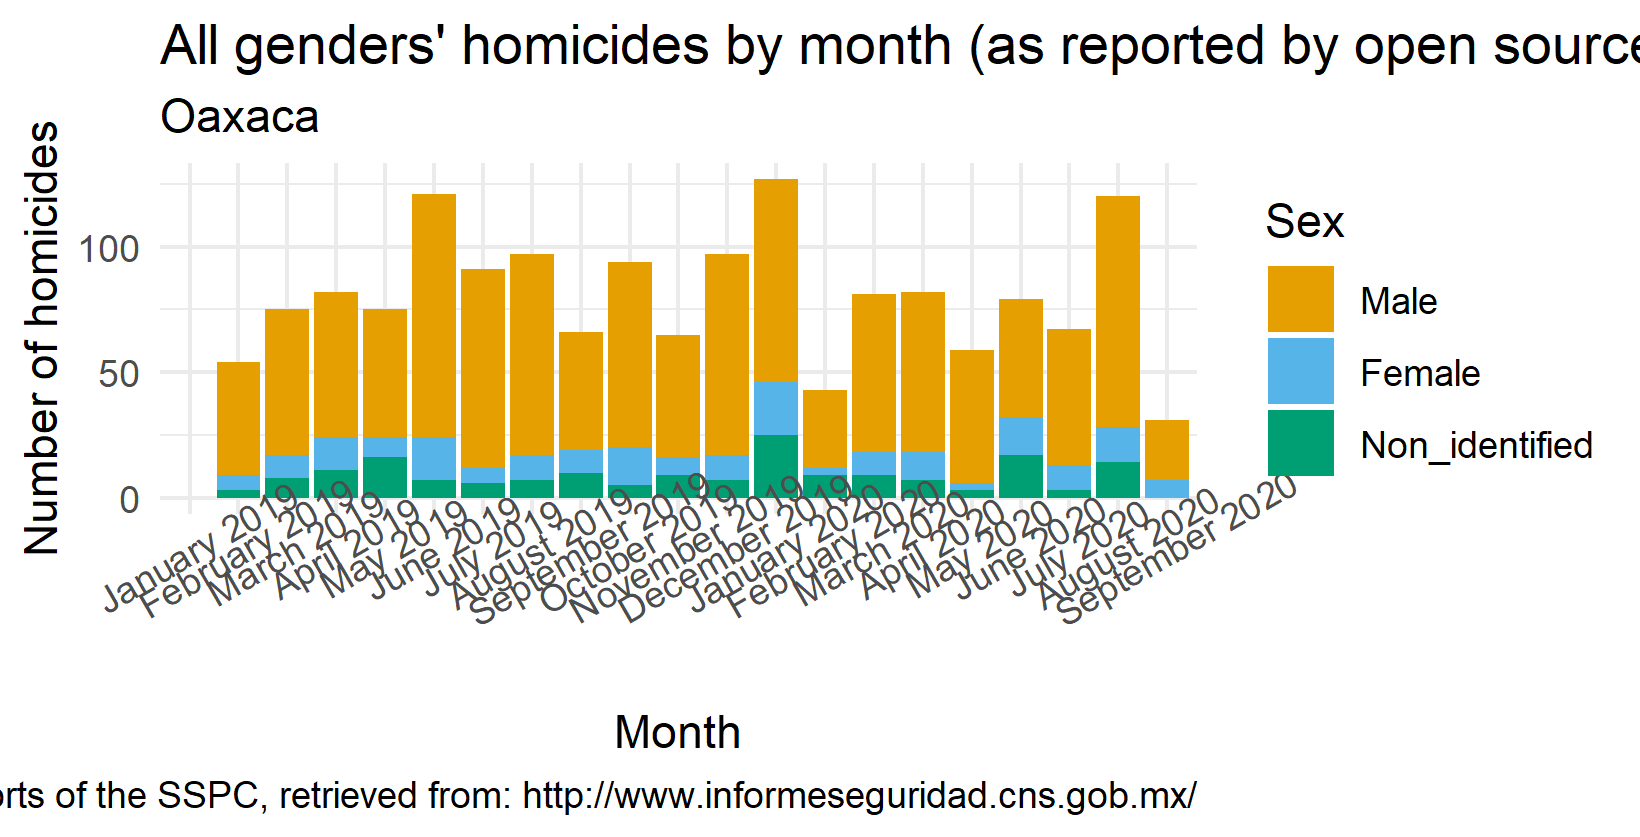 All genders' homicides by month (as reported by open source
Oaxaca
Number of homicides
100
50
0
January 2019
February 2019
March 2019
April 2019
May 2019
June 2019
July 2019
August 2019
September 2019
October 2019
November 2019
December 2019
January 2020
February 2020
March 2020
April 2020
May 2020
June 2020
July 2020
August 2020
September 2020
Month
Sex
Male
Female
Non_identified
orts of the SSPC, retrieved from: http://www.informeseguridad.cns.gob.mx/